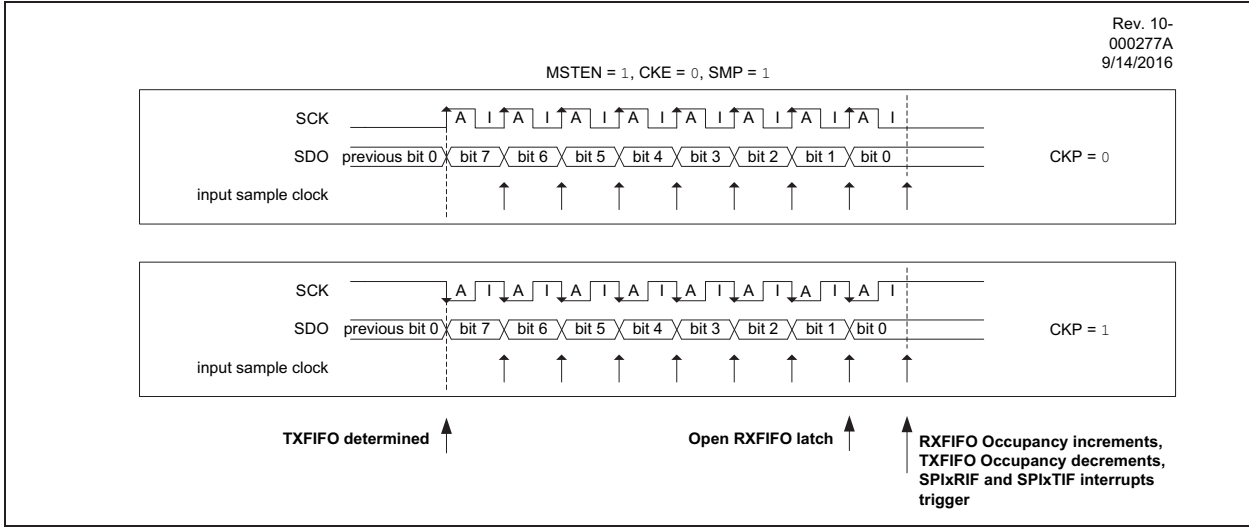 Rev. 10-
000277A
9/14/2016
MSTEN = 1, CKE = 0, SMP = 1
SCK A I A I A I A I A I A I A I A I
SDO previous bit 0 bit 7 bit 6 bit 5 bit 4 bit 3 bit 2 bit 1 bit 0 CKP = 0
input sample clock
SCK A I A I A I A I A I A I A I A I
SDO previous bit 0 bit 7 bit 6 bit 5 bit 4 bit 3 bit 2 bit 1 bit 0 CKP = 1
input sample clock
TXFIFO determined Open RXFIFO latch RXFIFO Occupancy increments,
TXFIFO Occupancy decrements,
SPIxRIF and SPIxTIF interrupts
trigger